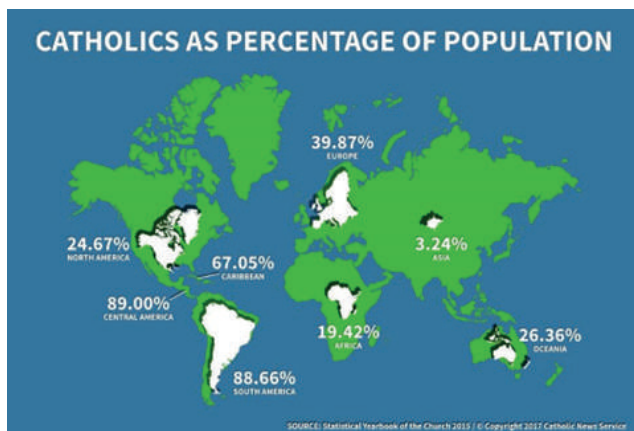 CATHOLICS AS PERCENTAGE OF POPULATION
39.87%
EUROPE
24.67%
NORTH AMERICA
67.05%
CARIBBEAN
3.24%
ASIA
89.00%
CENTRAL AMERICA
19.42%
AFRICA
26.36%
OCEANIA
88.66%
SOUTH AMERICA
SOURCE: Statistical Yearbook of the Church 2015 / © Copyright 2017 Catholic News Service